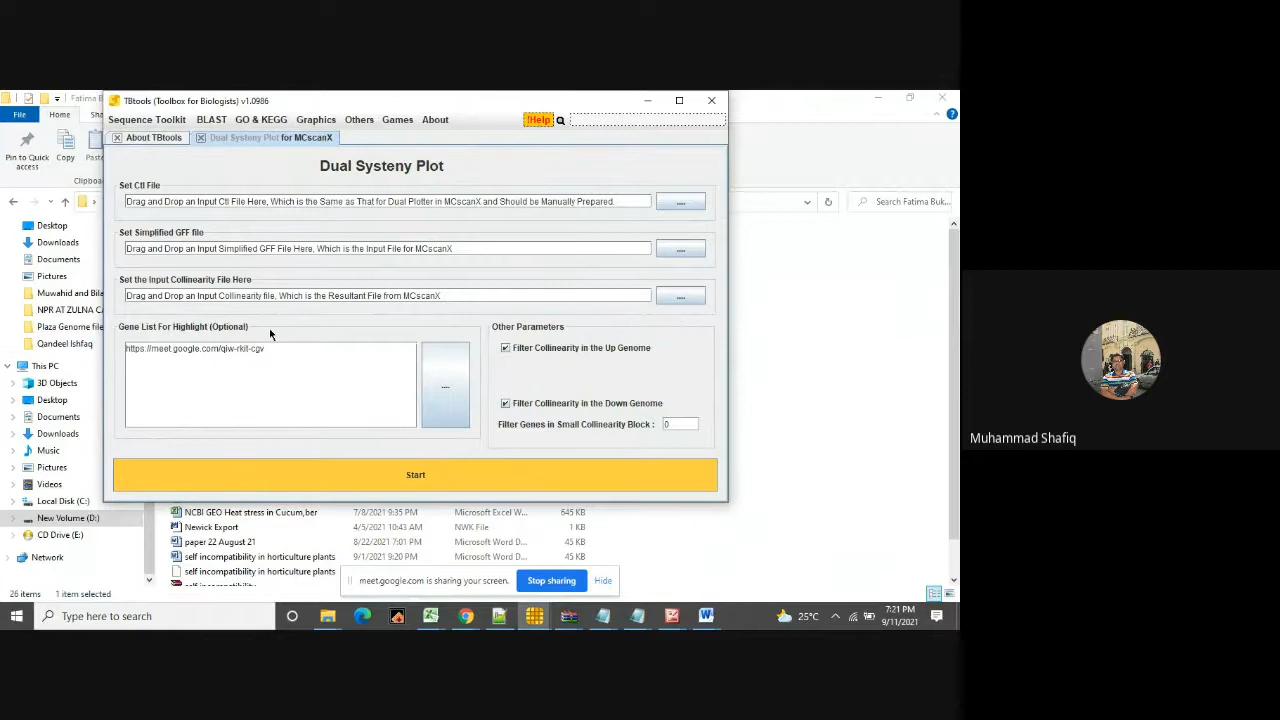 Fatima B
TBtools (Toolbox for Biologists) v1.0986
File Home Sha
Sequence Toolkit BLAST GO & KEGG Graphics Others Games About !Help
About TBtools Dual Systeny Plot for MCscanX
Pin to Quick access Copy Paste
Clipboa
Dual Systeny Plot
Set Ctl File
Drag and Drop an Input Ctl File Here, Which is the Same as That for Dual Plotter in MCscanX and Should be Manually Prepared. ....
Search Fatima Buk...
Set Simplified GFF file
Drag and Drop an Input Simplified GFF File Here, Which is the Input File for MCscanX ....
Set the Input Collinearity File Here
Drag and Drop an Input Collinearity file, Which is the Resultant File from MCscanX ....
Gene List For Highlight (Optional)
https://meet.google.com/qiw-rkit-cgv
....
Other Parameters
Filter Collinearity in the Up Genome
Filter Collinearity in the Down Genome
Filter Genes in Small Collinearity Block : 0
Start
Desktop
Downloads
Documents
Pictures
Muwahid and Bila
NPR AT ZULNA CA
Plaza Genome file
Qandeel Ishfaq
This PC
3D Objects
Desktop
Documents
Downloads
Music
Pictures
Videos
Local Disk (C:)
New Volume (D:)
CD Drive (E:)
Network
NCBI GEO Heat stress in Cucum,ber 7/8/2021 9:35 PM Microsoft Excel W... 645 KB
Newick Export 4/5/2021 10:43 AM NWK File 1 KB
paper 22 August 21 8/22/2021 7:01 PM Microsoft Word D... 45 KB
self incompatibility in horticulture plants 9/1/2021 9:20 PM Microsoft Word D... 45 KB
self incompatibility in horticulture plants
self incompatibility
meet.google.com is sharing your screen. Stop sharing Hide
26 items 1 item selected
Type here to search
25°C
7:21 PM
9/11/2021
Muhammad Shafiq